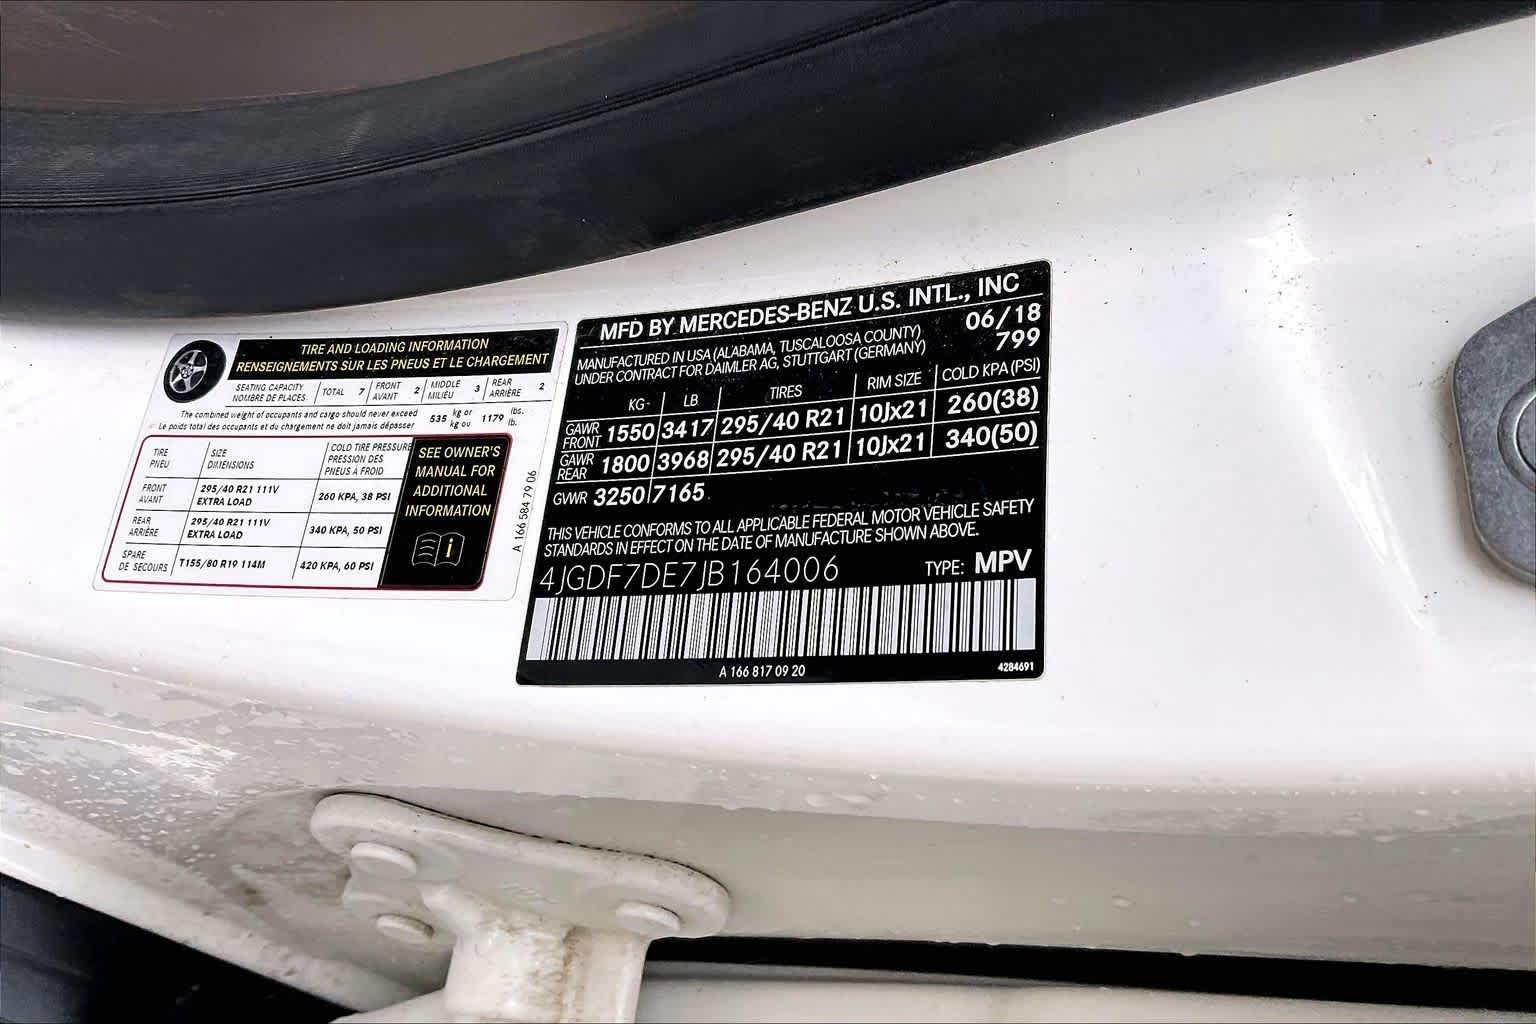 TIRE AND LOADING INFORMATION
RENSEIGNEMENTS SUR LES PNEUS ET LE CHARGEMENT
SEATING CAPACITY
NOMBRE DE PLACES
TOTAL 7
FRONT
AVANT 2
MIDDLE
MILIEU 3
REAR
ARRIÈRE 2
The combined weight of occupants and cargo should never exceed
Le poids total des occupants et du chargement ne doit jamais dépasser
535 kg or
kg ou
1179 lbs.
lb.
TIRE
PNEU
SIZE
DIMENSIONS
COLD TIRE PRESSURE
PRESSION DES
PNEUS À FROID
FRONT
AVANT
295/40 R21 111V
EXTRA LOAD
260 KPA, 38 PSI
REAR
ARRIÈRE
295/40 R21 111V
EXTRA LOAD
340 KPA, 50 PSI
SPARE
DE SECOURS
T155/80 R19 114M
420 KPA, 60 PSI
SEE OWNER'S
MANUAL FOR
ADDITIONAL
INFORMATION
i
A 166 584 79 06
MFD BY MERCEDES-BENZ U.S. INTL., INC
MANUFACTURED IN USA (ALABAMA, TUSCALOOSA COUNTY)
UNDER CONTRACT FOR DAIMLER AG, STUTTGART (GERMANY)
06/18
799
KG LB TIRES RIM SIZE COLD KPA (PSI)
GAWR
FRONT 1550 3417 295/40 R21 10Jx21 260(38)
GAWR
REAR 1800 3968 295/40 R21 10Jx21 340(50)
GVWR 3250 7165
THIS VEHICLE CONFORMS TO ALL APPLICABLE FEDERAL MOTOR VEHICLE SAFETY
STANDARDS IN EFFECT ON THE DATE OF MANUFACTURE SHOWN ABOVE.
4JGDF7DE7JB164006 TYPE: MPV
A 166 817 09 20
4284691